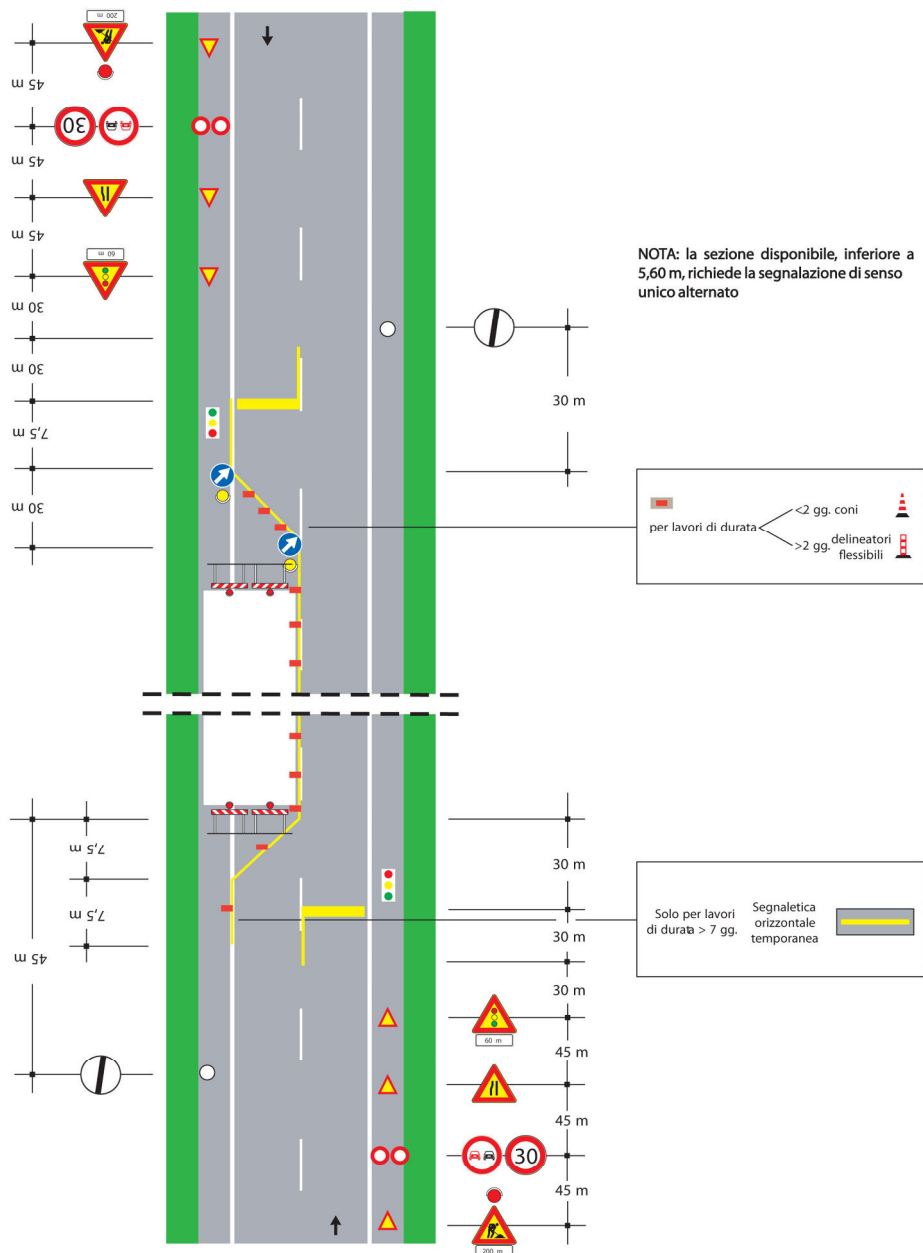 200 m
45 m
30
45 m
45 m
60 m
30 m
30 m
7,5 m
30 m
NOTA: la sezione disponibile, inferiore a
5,60 m, richiede la segnalazione di senso
unico alternato
30 m
per lavori di durata
<2 gg. coni
>2 gg. delineatori
flessibili
7,5 m
7,5 m
45 m
30 m
30 m
30 m
Solo per lavori
di durata > 7 gg.
Segnaletica
orizzontale
temporanea
60 m
45 m
45 m
30
45 m
200 m